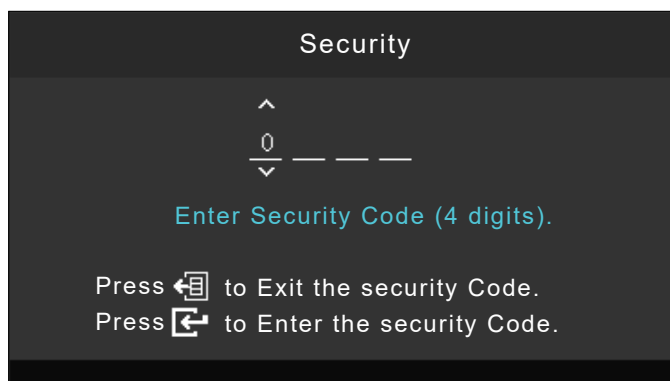 Security
0
Enter Security Code (4 digits).
Press to Exit the security Code.
Press to Enter the security Code.